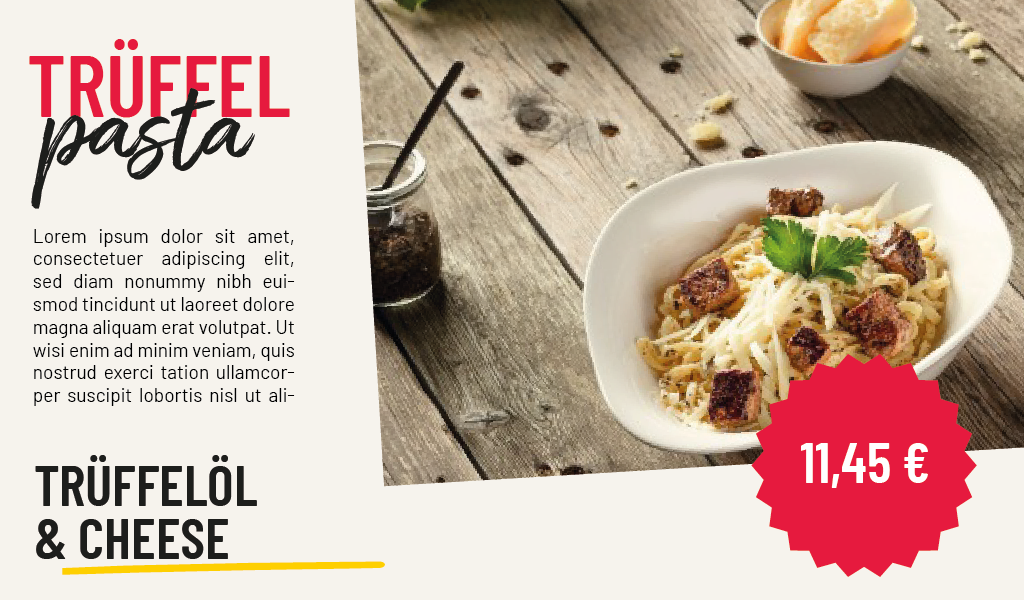 TRÜFFEL
pasta
Lorem ipsum dolor sit amet,
consectetuer adipiscing elit,
sed diam nonummy nibh eui-
smod tincidunt ut laoreet dolore
magna aliquam erat volutpat. Ut
wisi enim ad minim veniam, quis
nostrud exerci tation ullamcor-
per suscipit lobortis nisl ut ali-
TRÜFFELÖL
& CHEESE
11,45 €